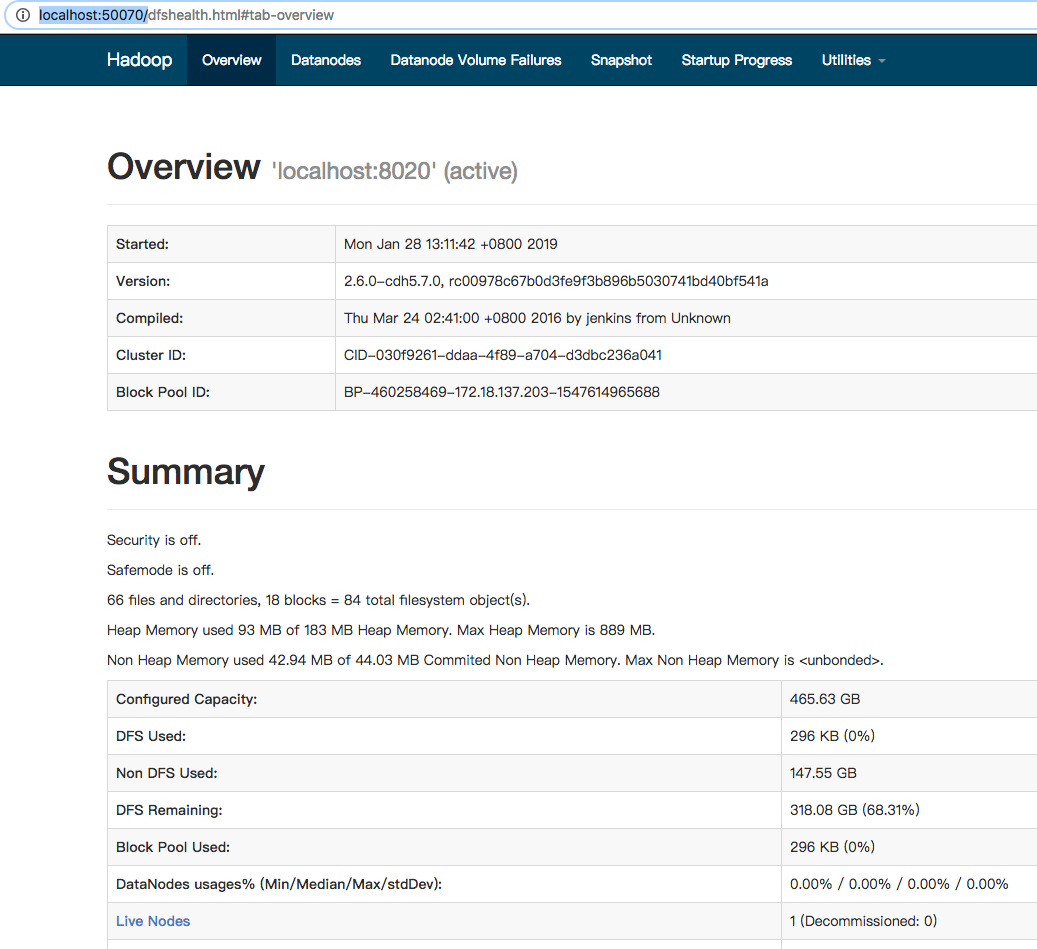 localhost:50070/dfshealth.html#tab-overview
Hadoop Overview Datanodes Datanode Volume Failures Snapshot Startup Progress Utilities
Overview 'localhost:8020' (active)
Started: Mon Jan 28 13:11:42 +0800 2019
Version: 2.6.0-cdh5.7.0, rc00978c67b0d3fe9f3b896b5030741bd40bf541a
Compiled: Thu Mar 24 02:41:00 +0800 2016 by jenkins from Unknown
Cluster ID: CID-030f9261-ddaa-4f89-a704-d3dbc236a041
Block Pool ID: BP-460258469-172.18.137.203-1547614965688
Summary
Security is off.
Safemode is off.
66 files and directories, 18 blocks = 84 total filesystem object(s).
Heap Memory used 93 MB of 183 MB Heap Memory. Max Heap Memory is 889 MB.
Non Heap Memory used 42.94 MB of 44.03 MB Commited Non Heap Memory. Max Non Heap Memory is <unbonded>.
Configured Capacity: 465.63 GB
DFS Used: 296 KB (0%)
Non DFS Used: 147.55 GB
DFS Remaining: 318.08 GB (68.31%)
Block Pool Used: 296 KB (0%)
DataNodes usages% (Min/Median/Max/stdDev): 0.00% / 0.00% / 0.00% / 0.00%
Live Nodes 1 (Decommissioned: 0)